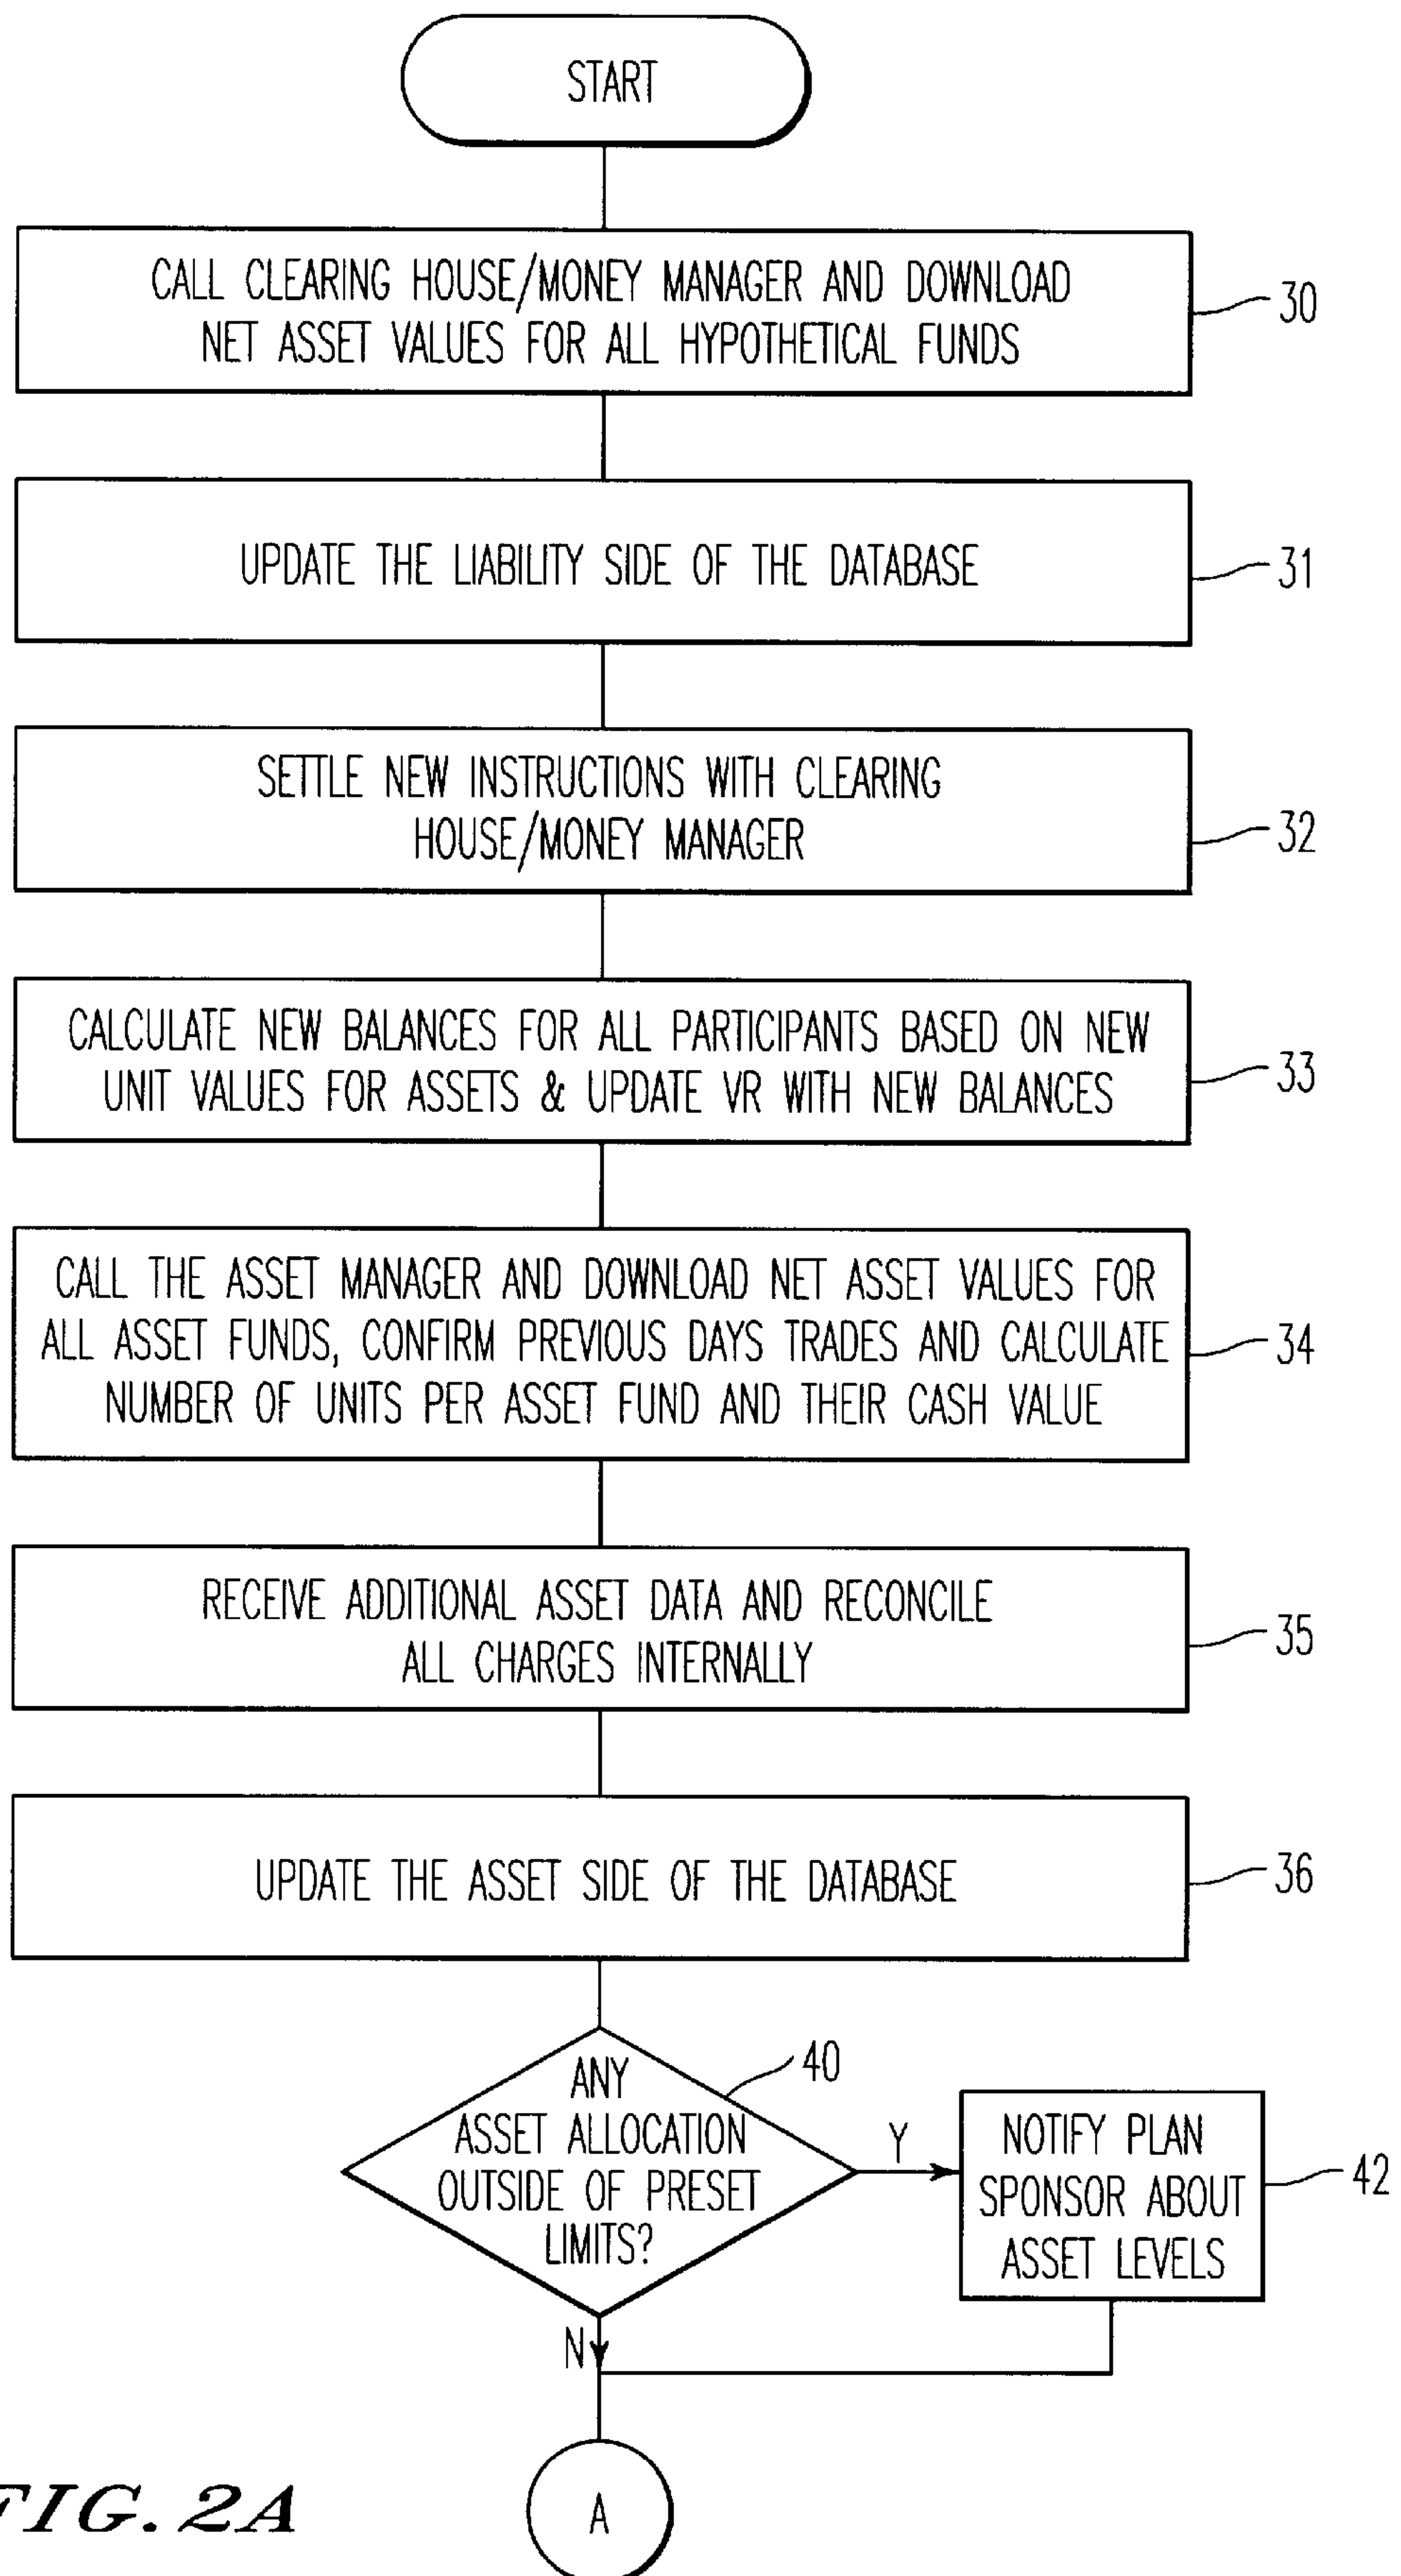 START
CALL CLEARING HOUSE/MONEY MANAGER AND DOWNLOAD
NET ASSET VALUES FOR ALL HYPOTHETICAL FUNDS
30
UPDATE THE LIABILITY SIDE OF THE DATABASE
31
SETTLE NEW INSTRUCTIONS WITH CLEARING
HOUSE/MONEY MANAGER
32
CALCULATE NEW BALANCES FOR ALL PARTICIPANTS BASED ON NEW
UNIT VALUES FOR ASSETS & UPDATE VR WITH NEW BALANCES
33
CALL THE ASSET MANAGER AND DOWNLOAD NET ASSET VALUES FOR
ALL ASSET FUNDS, CONFIRM PREVIOUS DAYS TRADES AND CALCULATE
NUMBER OF UNITS PER ASSET FUND AND THEIR CASH VALUE
34
RECEIVE ADDITIONAL ASSET DATA AND RECONCILE
ALL CHARGES INTERNALLY
35
UPDATE THE ASSET SIDE OF THE DATABASE
36
ANY
ASSET ALLOCATION
OUTSIDE OF PRESET
LIMITS?
40
Y
NOTIFY PLAN
SPONSOR ABOUT
ASSET LEVELS
42
N
A
FIG. 2A